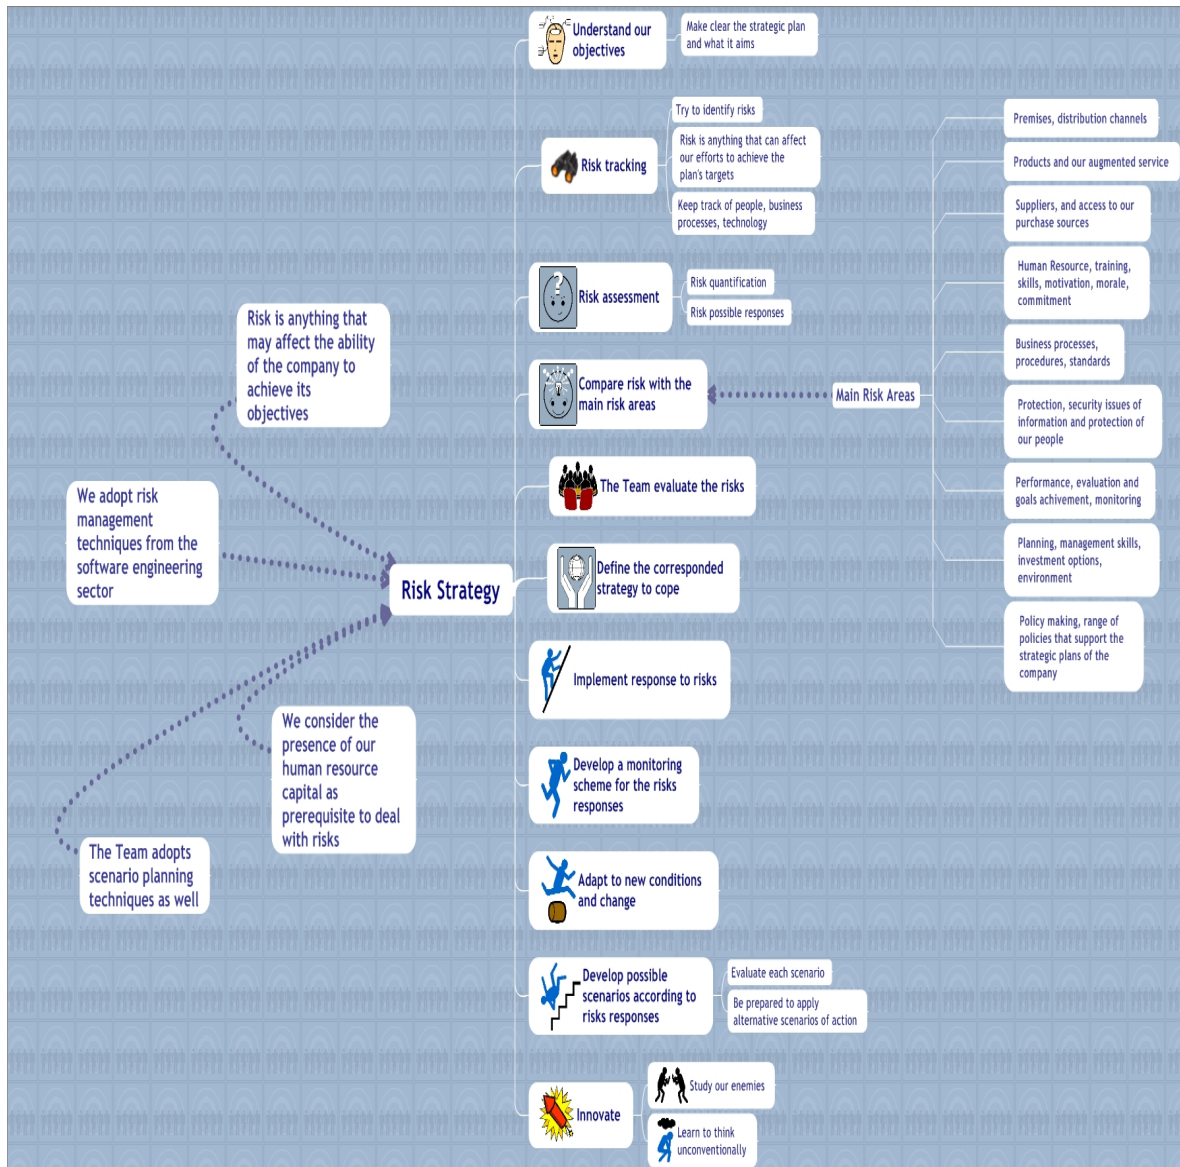 Understand our
objectives
Make clear the strategic plan
and what it aims
Risk tracking
Try to identify risks
Risk is anything that can affect
our efforts to achieve the
plan's targets
Keep track of people, business
processes, technology
Risk assessment
Risk quantification
Risk possible responses
Compare risk with the
main risk areas
Main Risk Areas
Premises, distribution channels
Products and our augmented service
Suppliers, and access to our
purchase sources
Human Resource, training,
skills, motivation, morale,
commitment
Business processes,
procedures, standards
Protection, security issues of
information and protection of
our people
Performance, evaluation and
goals achivement, monitoring
Planning, management skills,
investment options,
environment
Policy making, range of
policies that support the
strategic plans of the
company
The Team evaluate the risks
Define the corresponded
strategy to cope
Implement response to risks
Develop a monitoring
scheme for the risks
responses
Adapt to new conditions
and change
Develop possible
scenarios according to
risks responses
Evaluate each scenario
Be prepared to apply
alternative scenarios of action
Innovate
Study our enemies
Learn to think
unconventionally
Risk Strategy
Risk is anything that
may affect the ability
of the company to
achieve its
objectives
We adopt risk
management
techniques from the
software engineering
sector
We consider the
presence of our
human resource
capital as
prerequisite to deal
with risks
The Team adopts
scenario planning
techniques as well